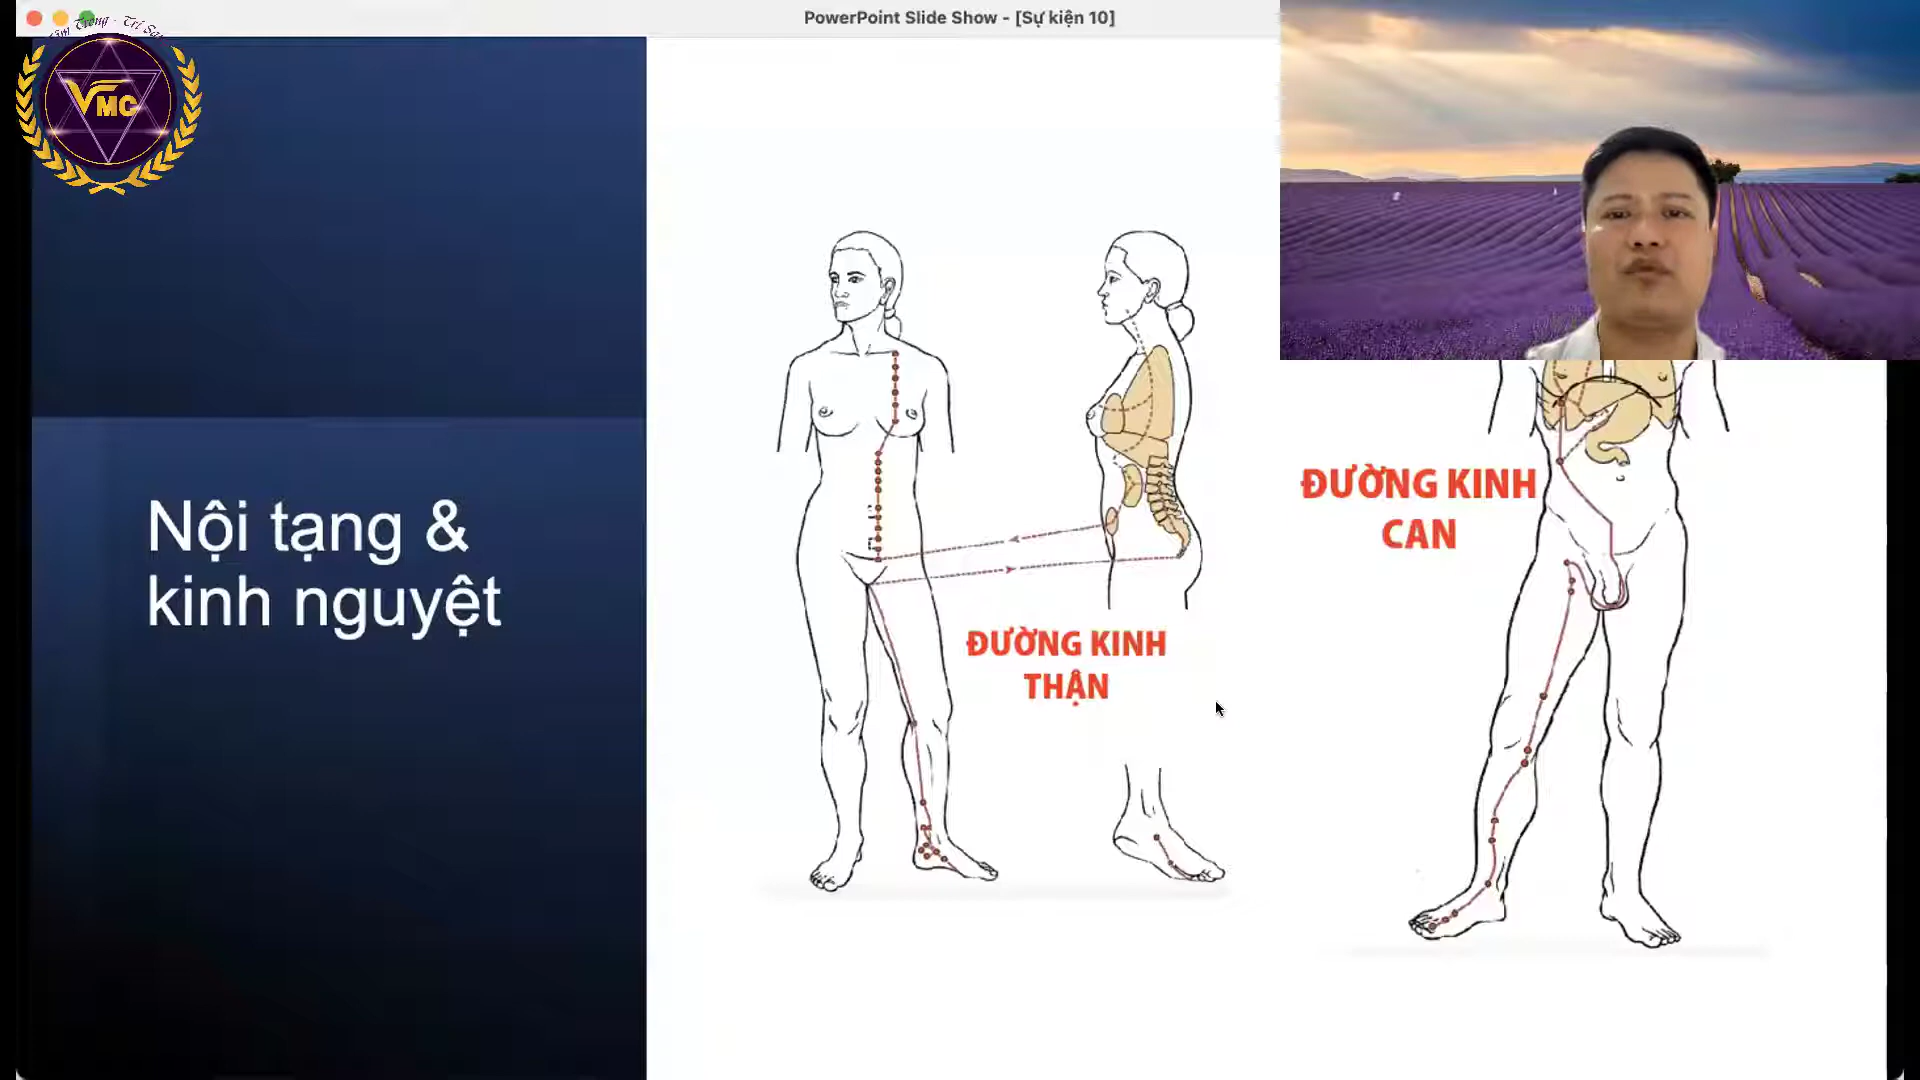 PowerPoint Slide Show - [Sự kiện 10]
VMC
Nội tạng &
kinh nguyệt
ĐƯỜNG KINH
THẬN
ĐƯỜNG KINH
CAN